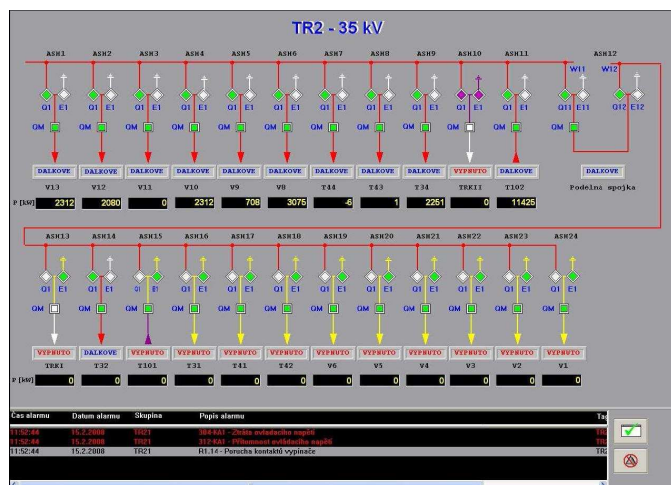 TR2 - 35 kV
ASH1 ASH2 ASH3 ASH4 ASH5 ASH6 ASH7 ASH8 ASH9 ASH10 ASH11 ASH12
W11 W12
Q1 E1 Q1 E1 Q1 E1 Q1 E1 Q1 E1 Q1 E1 Q1 E1 Q1 E1 Q1 E1 Q1 E1 Q1 E1 Q11 E11 Q12 E12
QM QM QM QM QM QM QM QM QM QM QM QM
DALKOVE DALKOVE DALKOVE DALKOVE DALKOVE DALKOVE DALKOVE DALKOVE DALKOVE VYPNUTO DALKOVE DALKOVE
V13 V12 V11 V10 V9 V8 T44 T43 T34 TRKII T102 Podelna spojka
P [kW] 2312 2080 0 2312 708 3075 -6 1 2251 0 11425
ASH13 ASH14 ASH15 ASH16 ASH17 ASH18 ASH19 ASH20 ASH21 ASH22 ASH23 ASH24
Q1 E1 Q1 E1 Q1 E1 Q1 E1 Q1 E1 Q1 E1 Q1 E1 Q1 E1 Q1 E1 Q1 E1 Q1 E1 Q1 E1
QM QM QM QM QM QM QM QM QM QM QM QM
VYPNUTO DALKOVE VYPNUTO VYPNUTO VYPNUTO VYPNUTO VYPNUTO VYPNUTO VYPNUTO VYPNUTO VYPNUTO VYPNUTO
TRKI T32 T101 T31 T41 T42 V6 V5 V4 V3 V2 V1
P [kW] 0 0 0 0 0 0 0 0 0 0 0 0
Čas alarmu Datum alarmu Skupina Popis alarmu Tag
11:52:44 15.2.2008 TR21 304-KA1 - Ztráta ovládacího napětí TR2
11:52:44 15.2.2008 TR21 312-KA1 - Přítomnost ovládacího napětí TR2
11:52:44 15.2.2008 TR21 R1.14 - Porucha kontaktů vypínače TR2